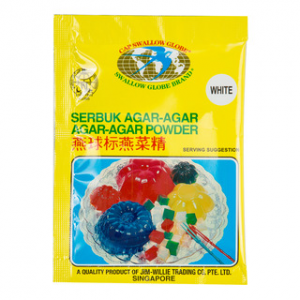 CAP SWALLOW GLOBE
SWALLOW GLOBE BRAND
WHITE
SERBUK AGAR-AGAR
AGAR-AGAR POWDER
燕球标燕菜精
SERVING SUGGESTION
A QUALITY PRODUCT OF JIM-WILLIE TRADING CO. PTE. LTD.
SINGAPORE